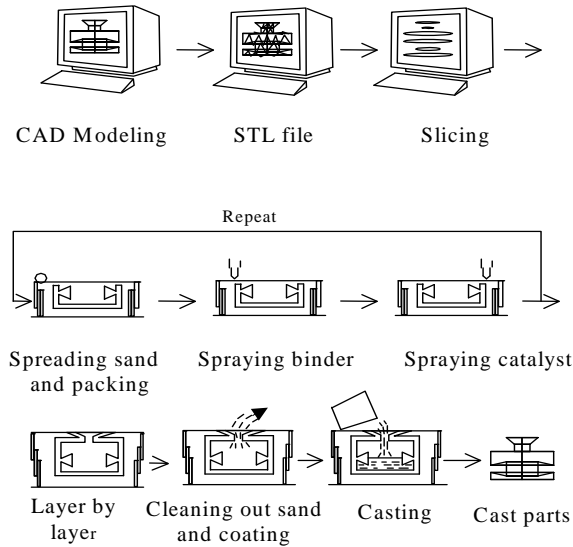 CAD Modeling
STL file
Slicing
Repeat
Spreading sand
and packing
Spraying binder
Spraying catalyst
Layer by
layer
Cleaning out sand
and coating
Casting
Cast parts